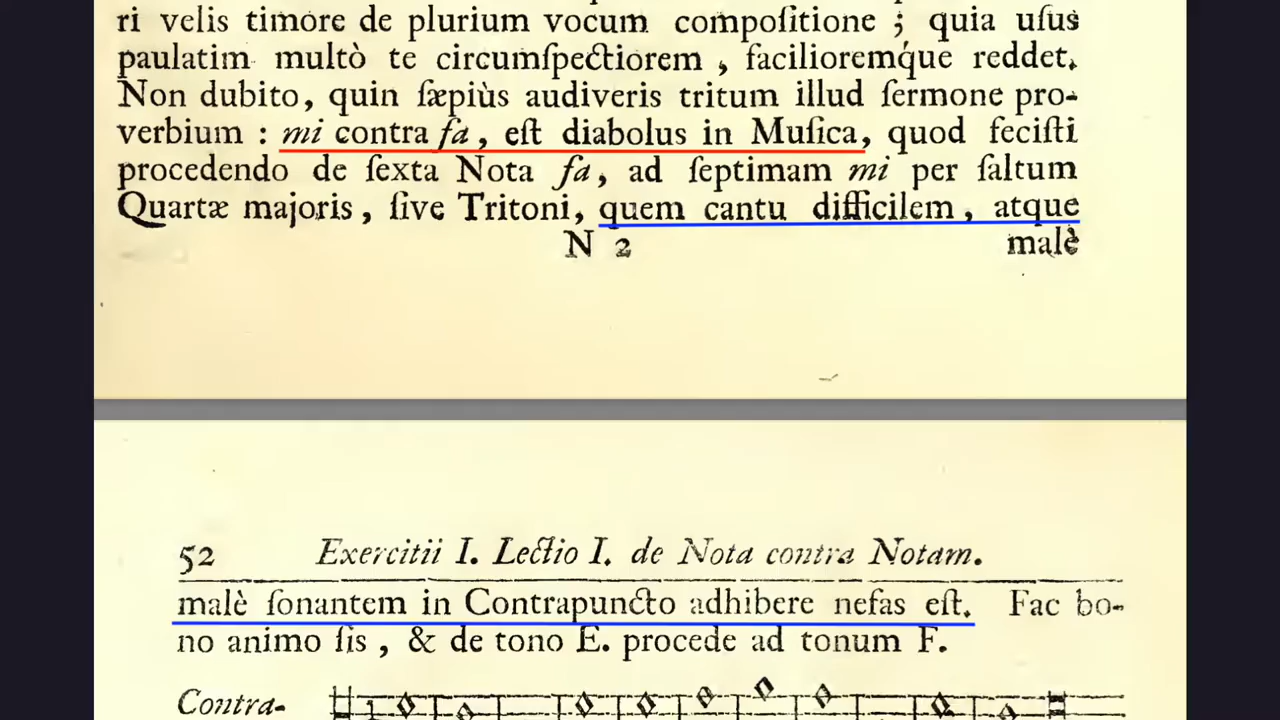 ri velis timore de plurium vocum compoſitione ; quia uſus
paulatim multò te circumſpectiorem , facilioremq́ue reddet.
Non dubito, quin ſæpiùs audiveris tritum illud ſermone pro-
verbium : mi contra fa, eſt diabolus in Muſica, quod feciſti
procedendo de ſexta Nota fa, ad ſeptimam mi per ſaltum
Quartæ majoris, ſive Tritoni, quem cantu difficilem, atque
N 2 malè
52 Exercitii I. Lectio I. de Nota contra Notam.
malè ſonantem in Contrapuncto adhibere nefas eſt. Fac bo-
no animo ſis, & de tono E. procede ad tonum F.
Contra-